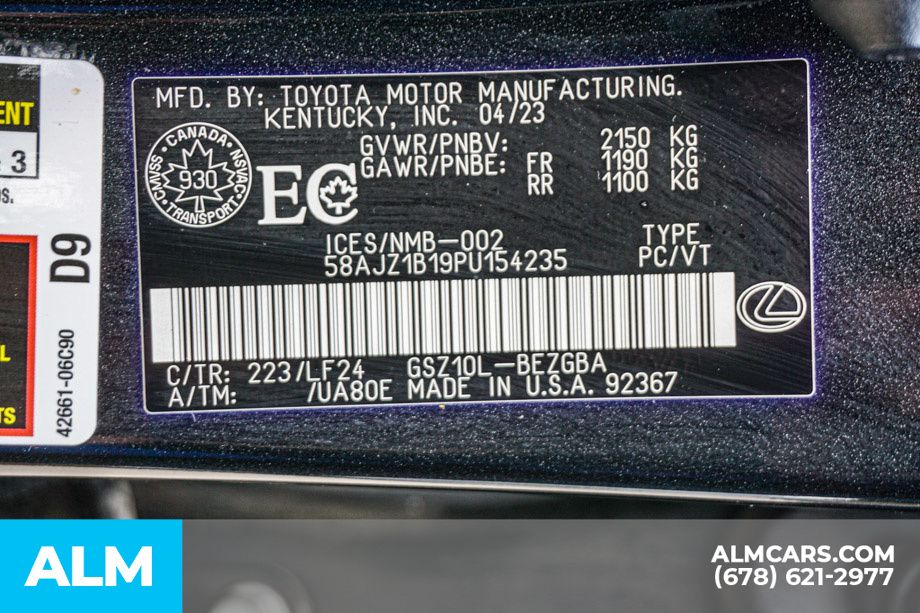 MFD. BY: TOYOTA MOTOR MANUFACTURING.
KENTUCKY, INC. 04/23
GVWR/PNBV: 2150 KG
GAWR/PNBE: FR 1190 KG
RR 1100 KG
CANADA
CMVSS NSVAC
930
TRANSPORT
EC
ICES/NMB-002
58AJZ1B19PU154235
TYPE
PC/VT
C/TR: 223/LF24 GSZ10L-BEZGBA
A/TM: /UA80E MADE IN U.S.A. 92367
3
D9
42661-06C90
ALM
ALMCARS.COM
(678) 621-2977